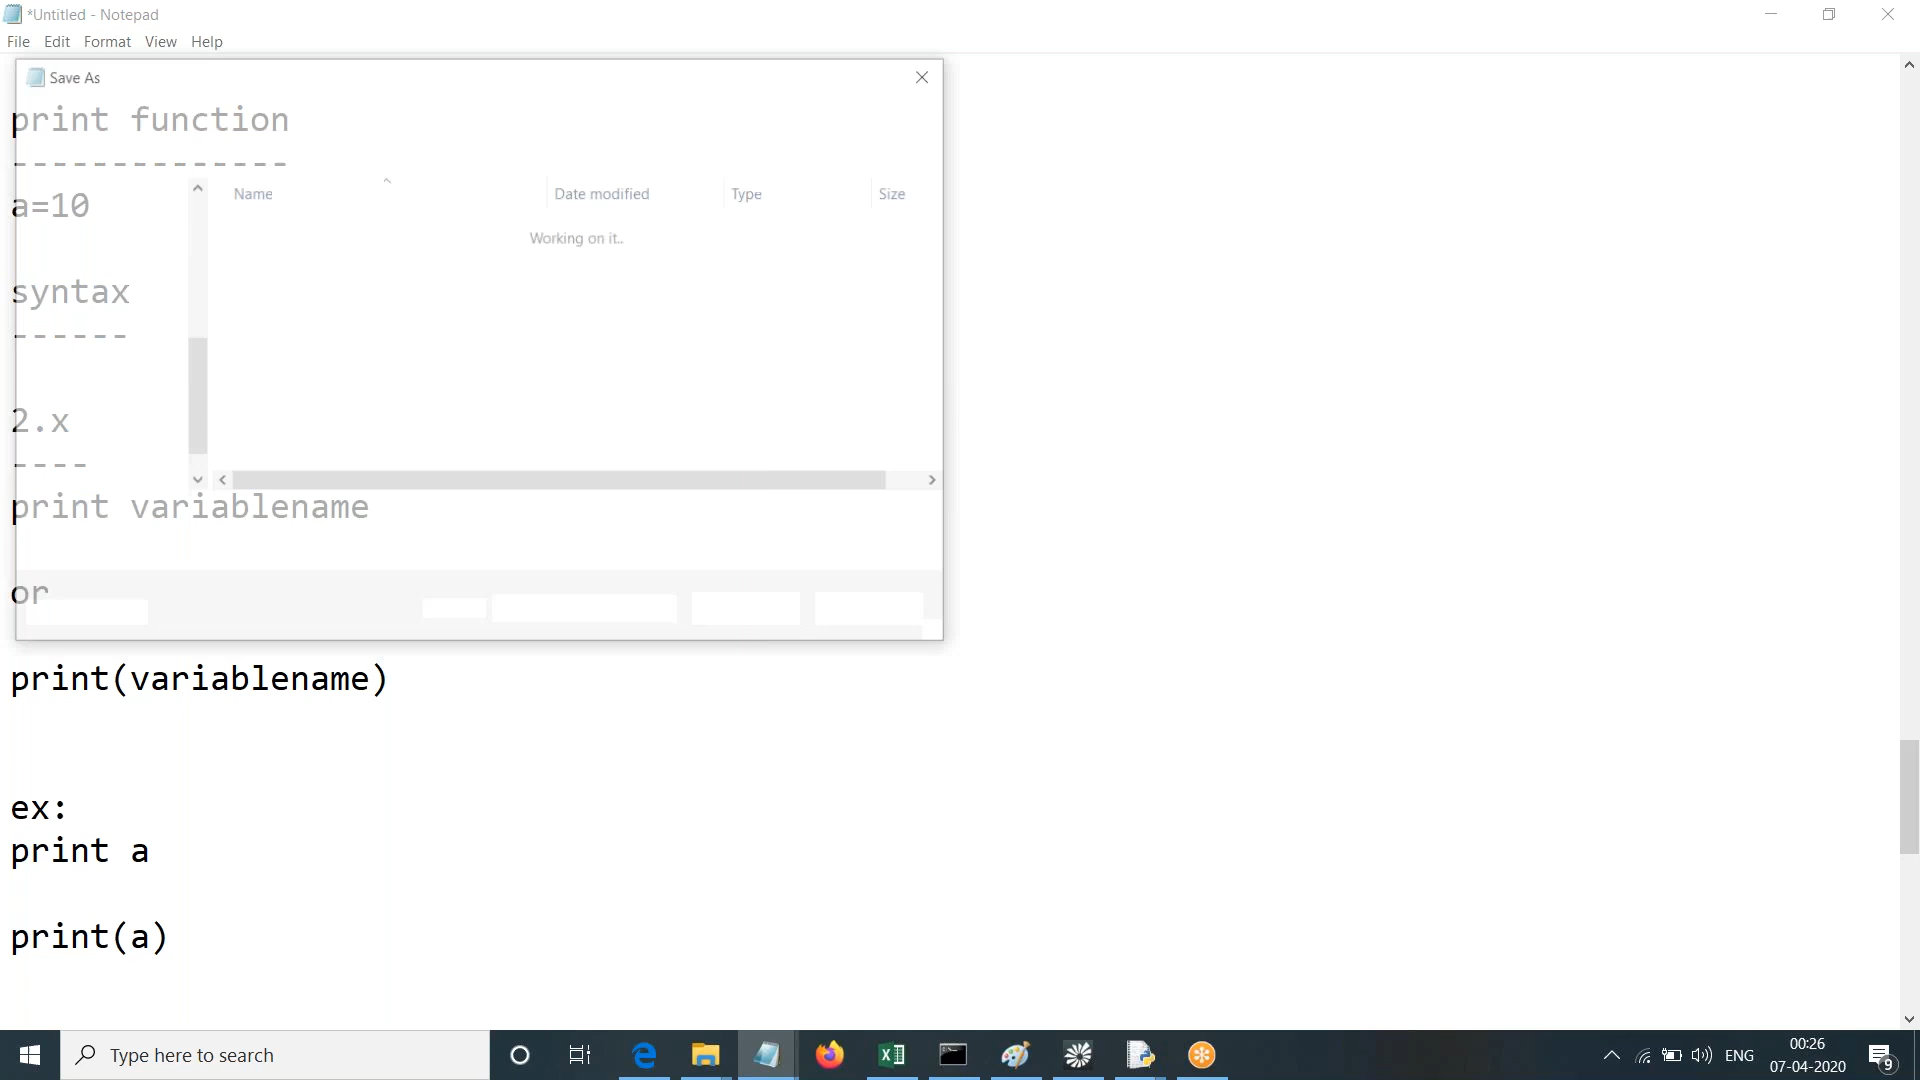 *Untitled - Notepad
File Edit Format View Help
Save As
print function
--------------
Name Date modified Type Size
a=10
Working on it..
syntax
------
2.x
----
print variablename
or
print(variablename)
ex:
print a
print(a)
Type here to search
ENG
00:26
07-04-2020
9